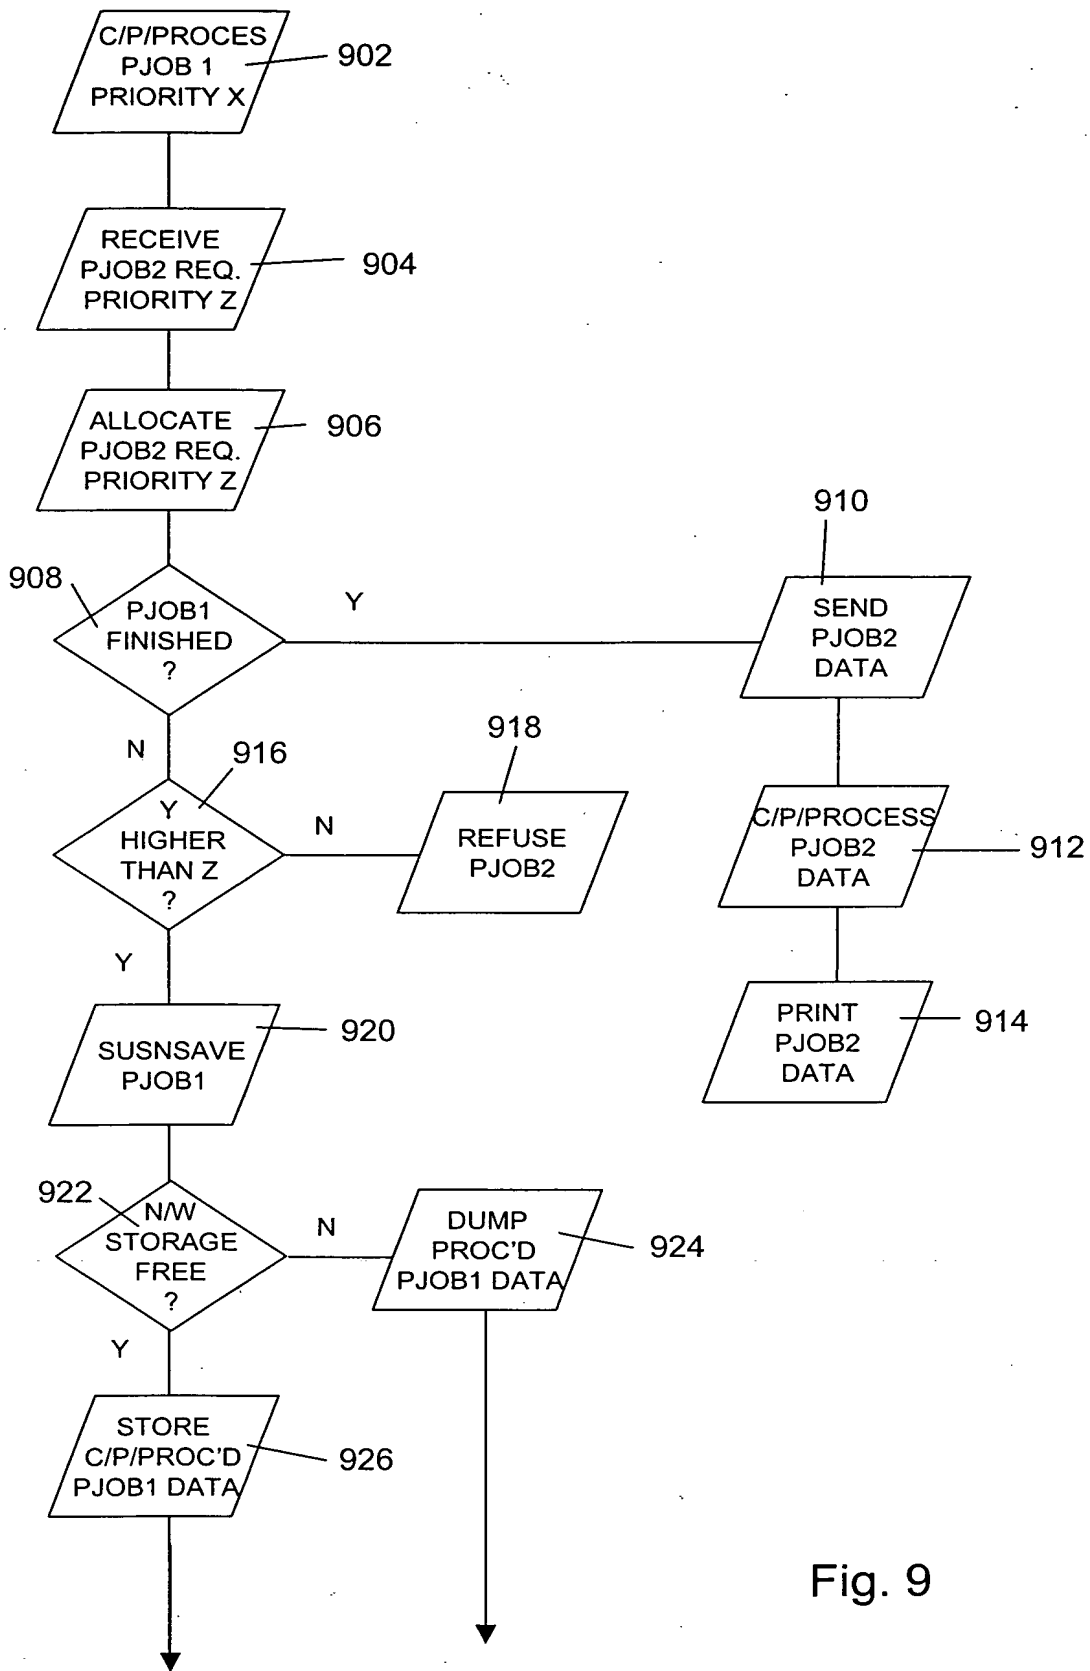 C/P/PROCES
PJOB 1
PRIORITY X
902
RECEIVE
PJOB2 REQ.
PRIORITY Z
904
ALLOCATE
PJOB2 REQ.
PRIORITY Z
906
908
PJOB1
FINISHED
?
Y
910
SEND
PJOB2
DATA
N
916
Y
HIGHER
THAN Z
?
N
918
REFUSE
PJOB2
C/P/PROCESS
PJOB2
DATA
912
Y
SUSNSAVE
PJOB1
920
PRINT
PJOB2
DATA
914
922
N/W
STORAGE
FREE
?
N
DUMP
PROC'D
PJOB1 DATA
924
Y
STORE
C/P/PROC'D
PJOB1 DATA
926
Fig. 9